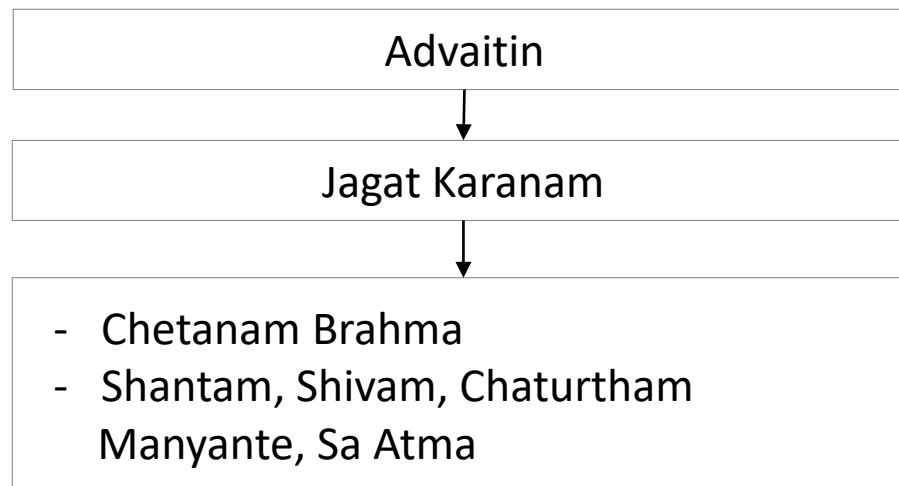 Advaitin
Jagat Karanam
- Chetanam Brahma
- Shantam, Shivam, Chaturtham
Manyante, Sa Atma